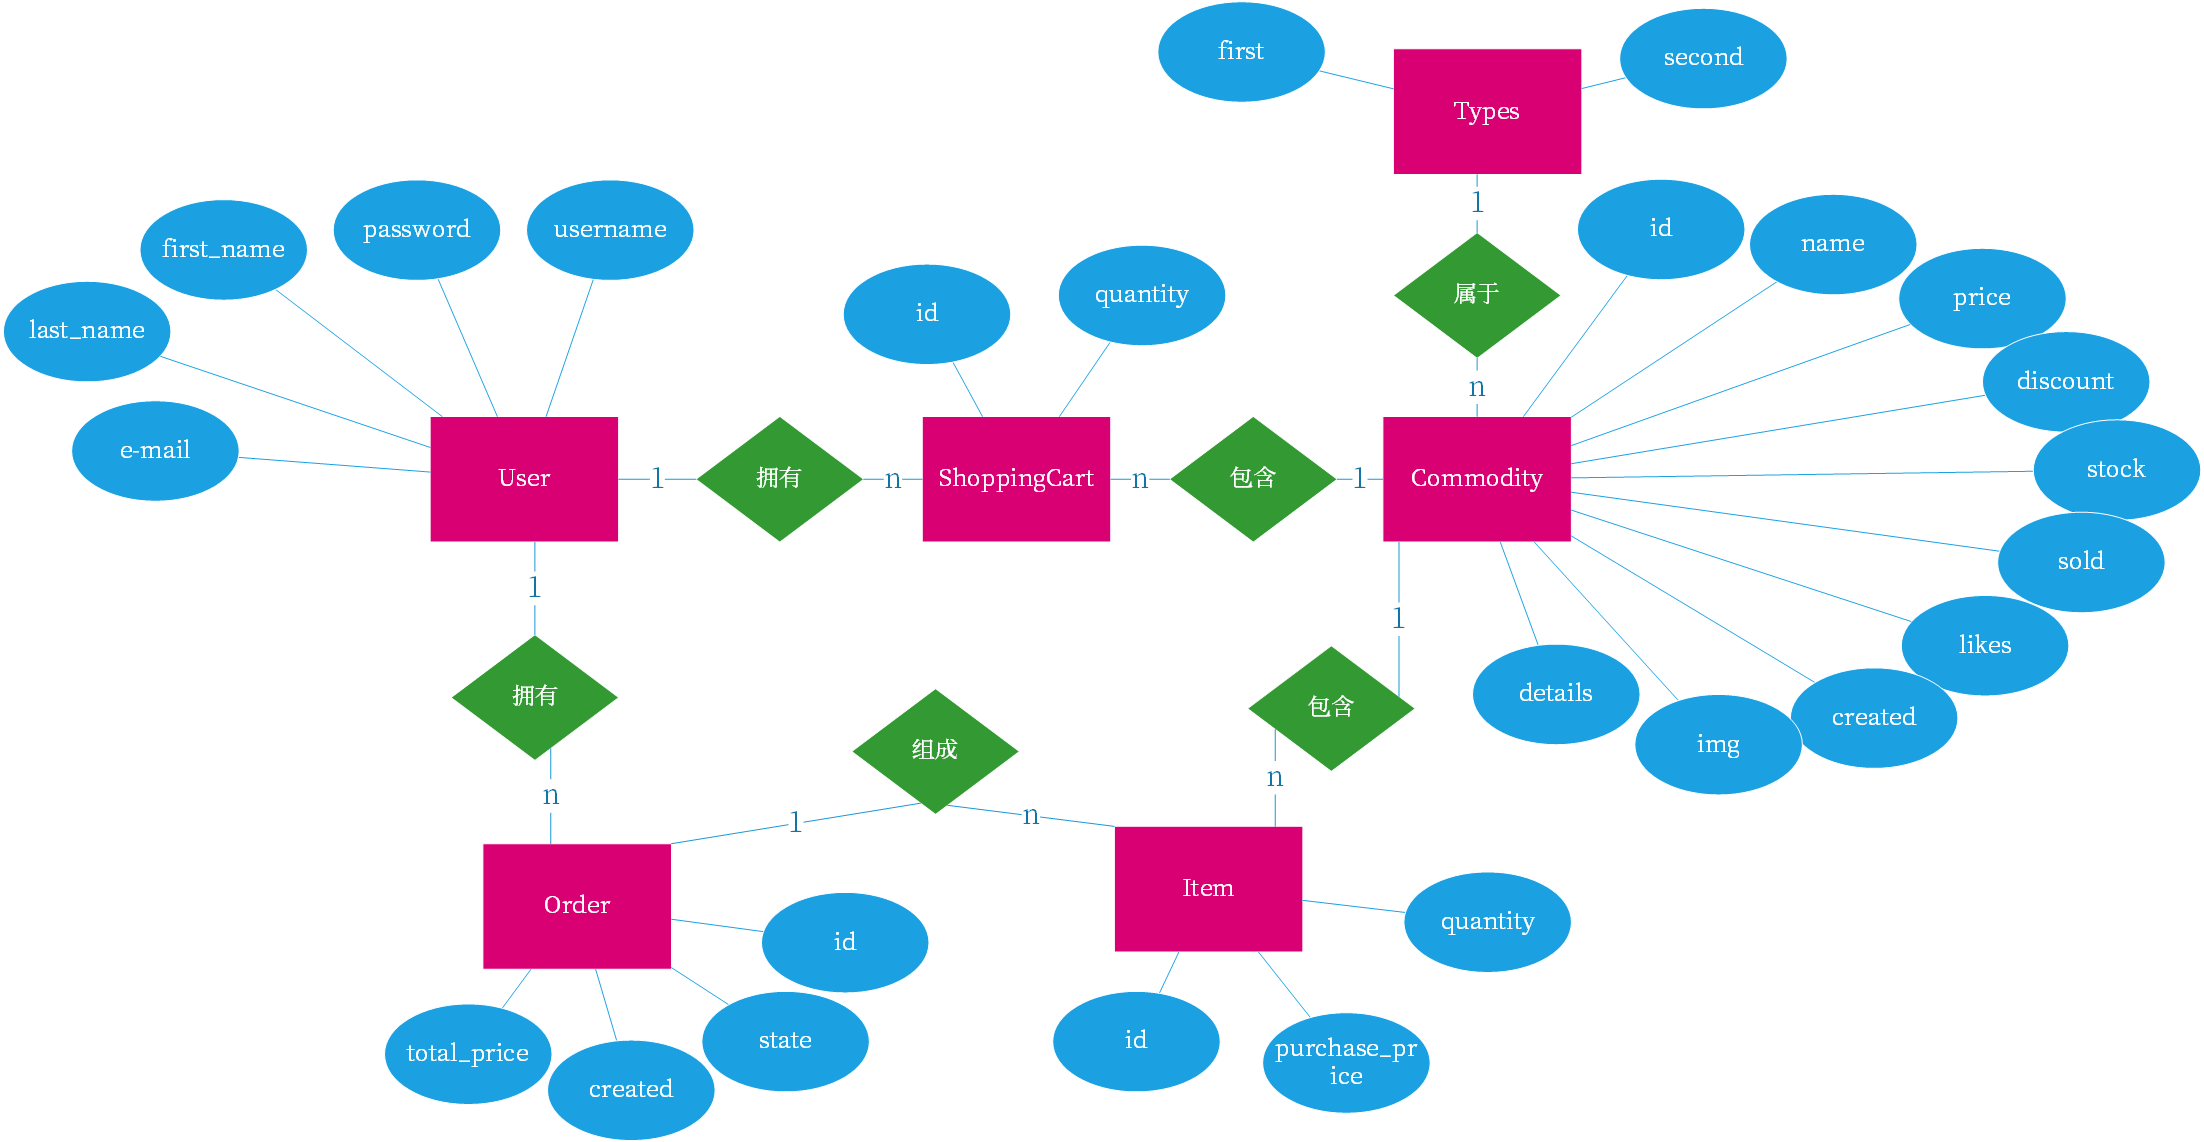 first
second
Types
1
id
name
password
username
first_name
属于
quantity
price
id
last_name
discount
n
e-mail
stock
User
1
拥有
n
ShoppingCart
n
包含
1
Commodity
sold
1
1
likes
拥有
包含
details
created
组成
img
n
n
1
n
Item
Order
quantity
id
id
state
purchase_pr
ice
total_price
created